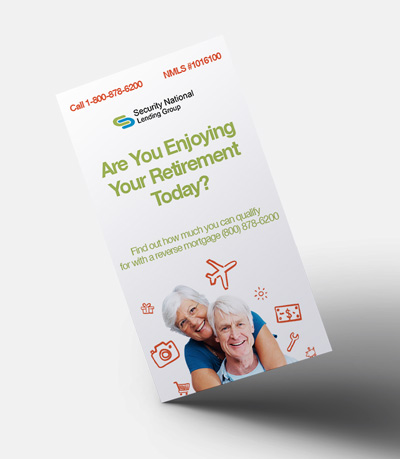 Call 1-800-878-6200
NMLS #1016100
Security National
Lending Group
Are You Enjoying
Your Retirement
Today?
Find out how much you can qualify
for with a reverse mortgage (800) 878-6200
$